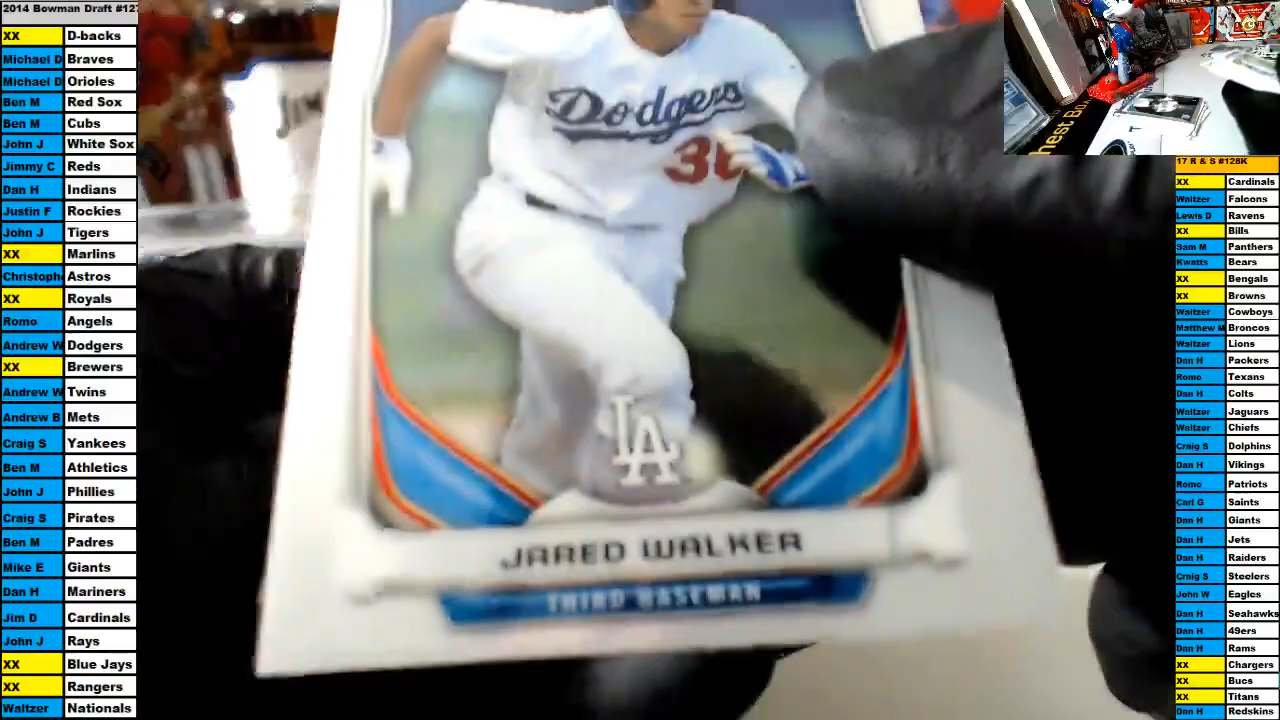 2014 Bowman Draft #127
XX D-backs
Michael D Braves
Michael D Orioles
Ben M Red Sox
Ben M Cubs
John J White Sox
Jimmy C Reds
Dan H Indians
Justin F Rockies
John J Tigers
XX Marlins
Christoph Astros
XX Royals
Romo Angels
Andrew W Dodgers
XX Brewers
Andrew W Twins
Andrew B Mets
Craig S Yankees
Ben M Athletics
John J Phillies
Craig S Pirates
Ben M Padres
Mike E Giants
Dan H Mariners
Jim D Cardinals
John J Rays
XX Blue Jays
XX Rangers
Waltzer Nationals
Dodgers
LA
JARED WALKER
THIRD BASEMAN
17 R & S #128K
XX Cardinals
Waltzer Falcons
Lewis D Ravens
XX Bills
Sam M Panthers
Kwatts Bears
XX Bengals
XX Browns
Waltzer Cowboys
Matthew M Broncos
Waltzer Lions
Dan H Packers
Romo Texans
Dan H Colts
Waltzer Jaguars
Waltzer Chiefs
Craig S Dolphins
Dan H Vikings
Romo Patriots
Carl G Saints
Dan H Giants
Dan H Jets
Dan H Raiders
Craig S Steelers
John W Eagles
Dan H Seahawks
Dan H 49ers
Dan H Rams
XX Chargers
XX Bucs
XX Titans
Dan H Redskins